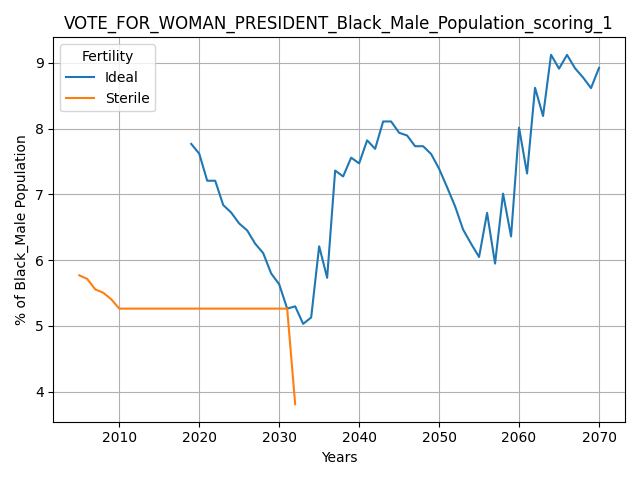 VOTE_FOR_WOMAN_PRESIDENT_Black_Male_Population_scoring_1
Fertility
Ideal
Sterile
% of Black_Male Population
9
8
7
6
5
4
2010 2020 2030 2040 2050 2060 2070
Years